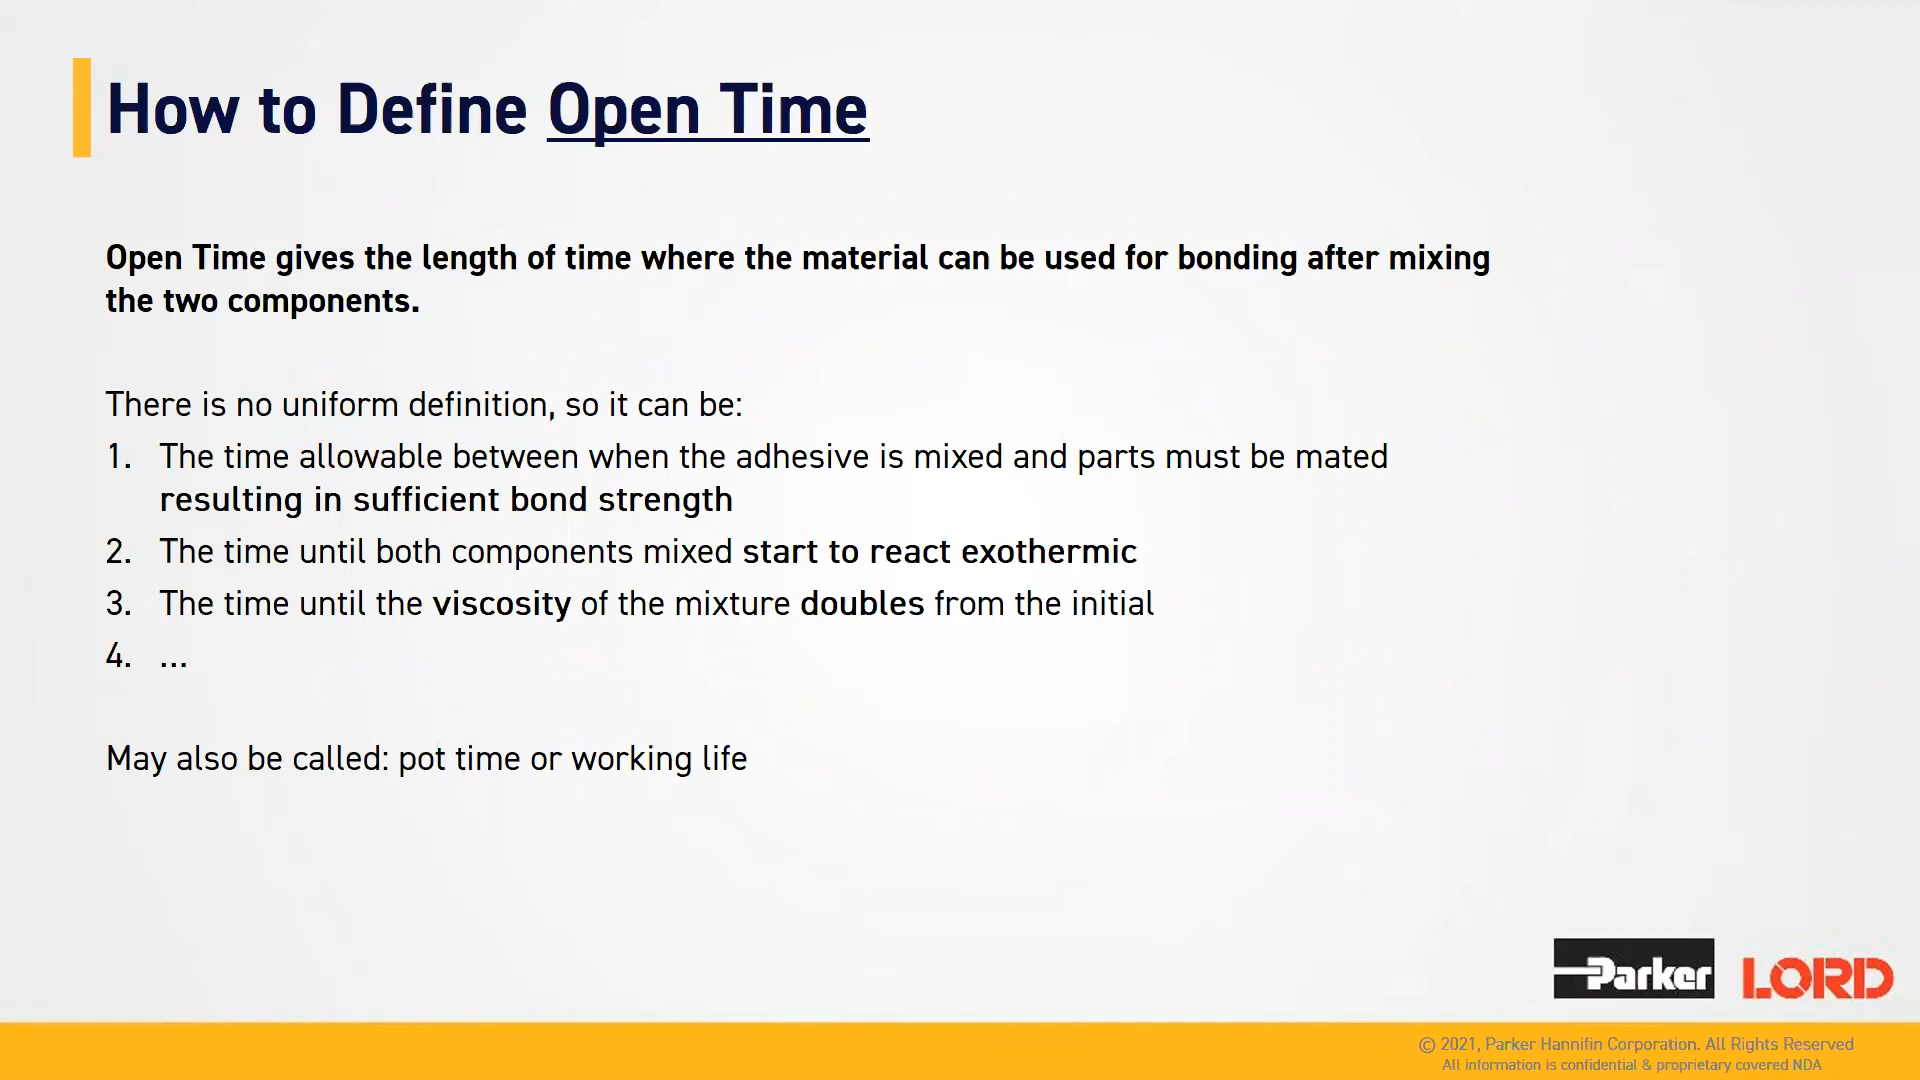 How to Define Open Time
Open Time gives the length of time where the material can be used for bonding after mixing
the two components.
There is no uniform definition, so it can be:
1. The time allowable between when the adhesive is mixed and parts must be mated
resulting in sufficient bond strength
2. The time until both components mixed start to react exothermic
3. The time until the viscosity of the mixture doubles from the initial
4. ...
May also be called: pot time or working life
Parker LORD
© 2021, Parker Hannifin Corporation. All Rights Reserved
All information is confidential & proprietary covered NDA